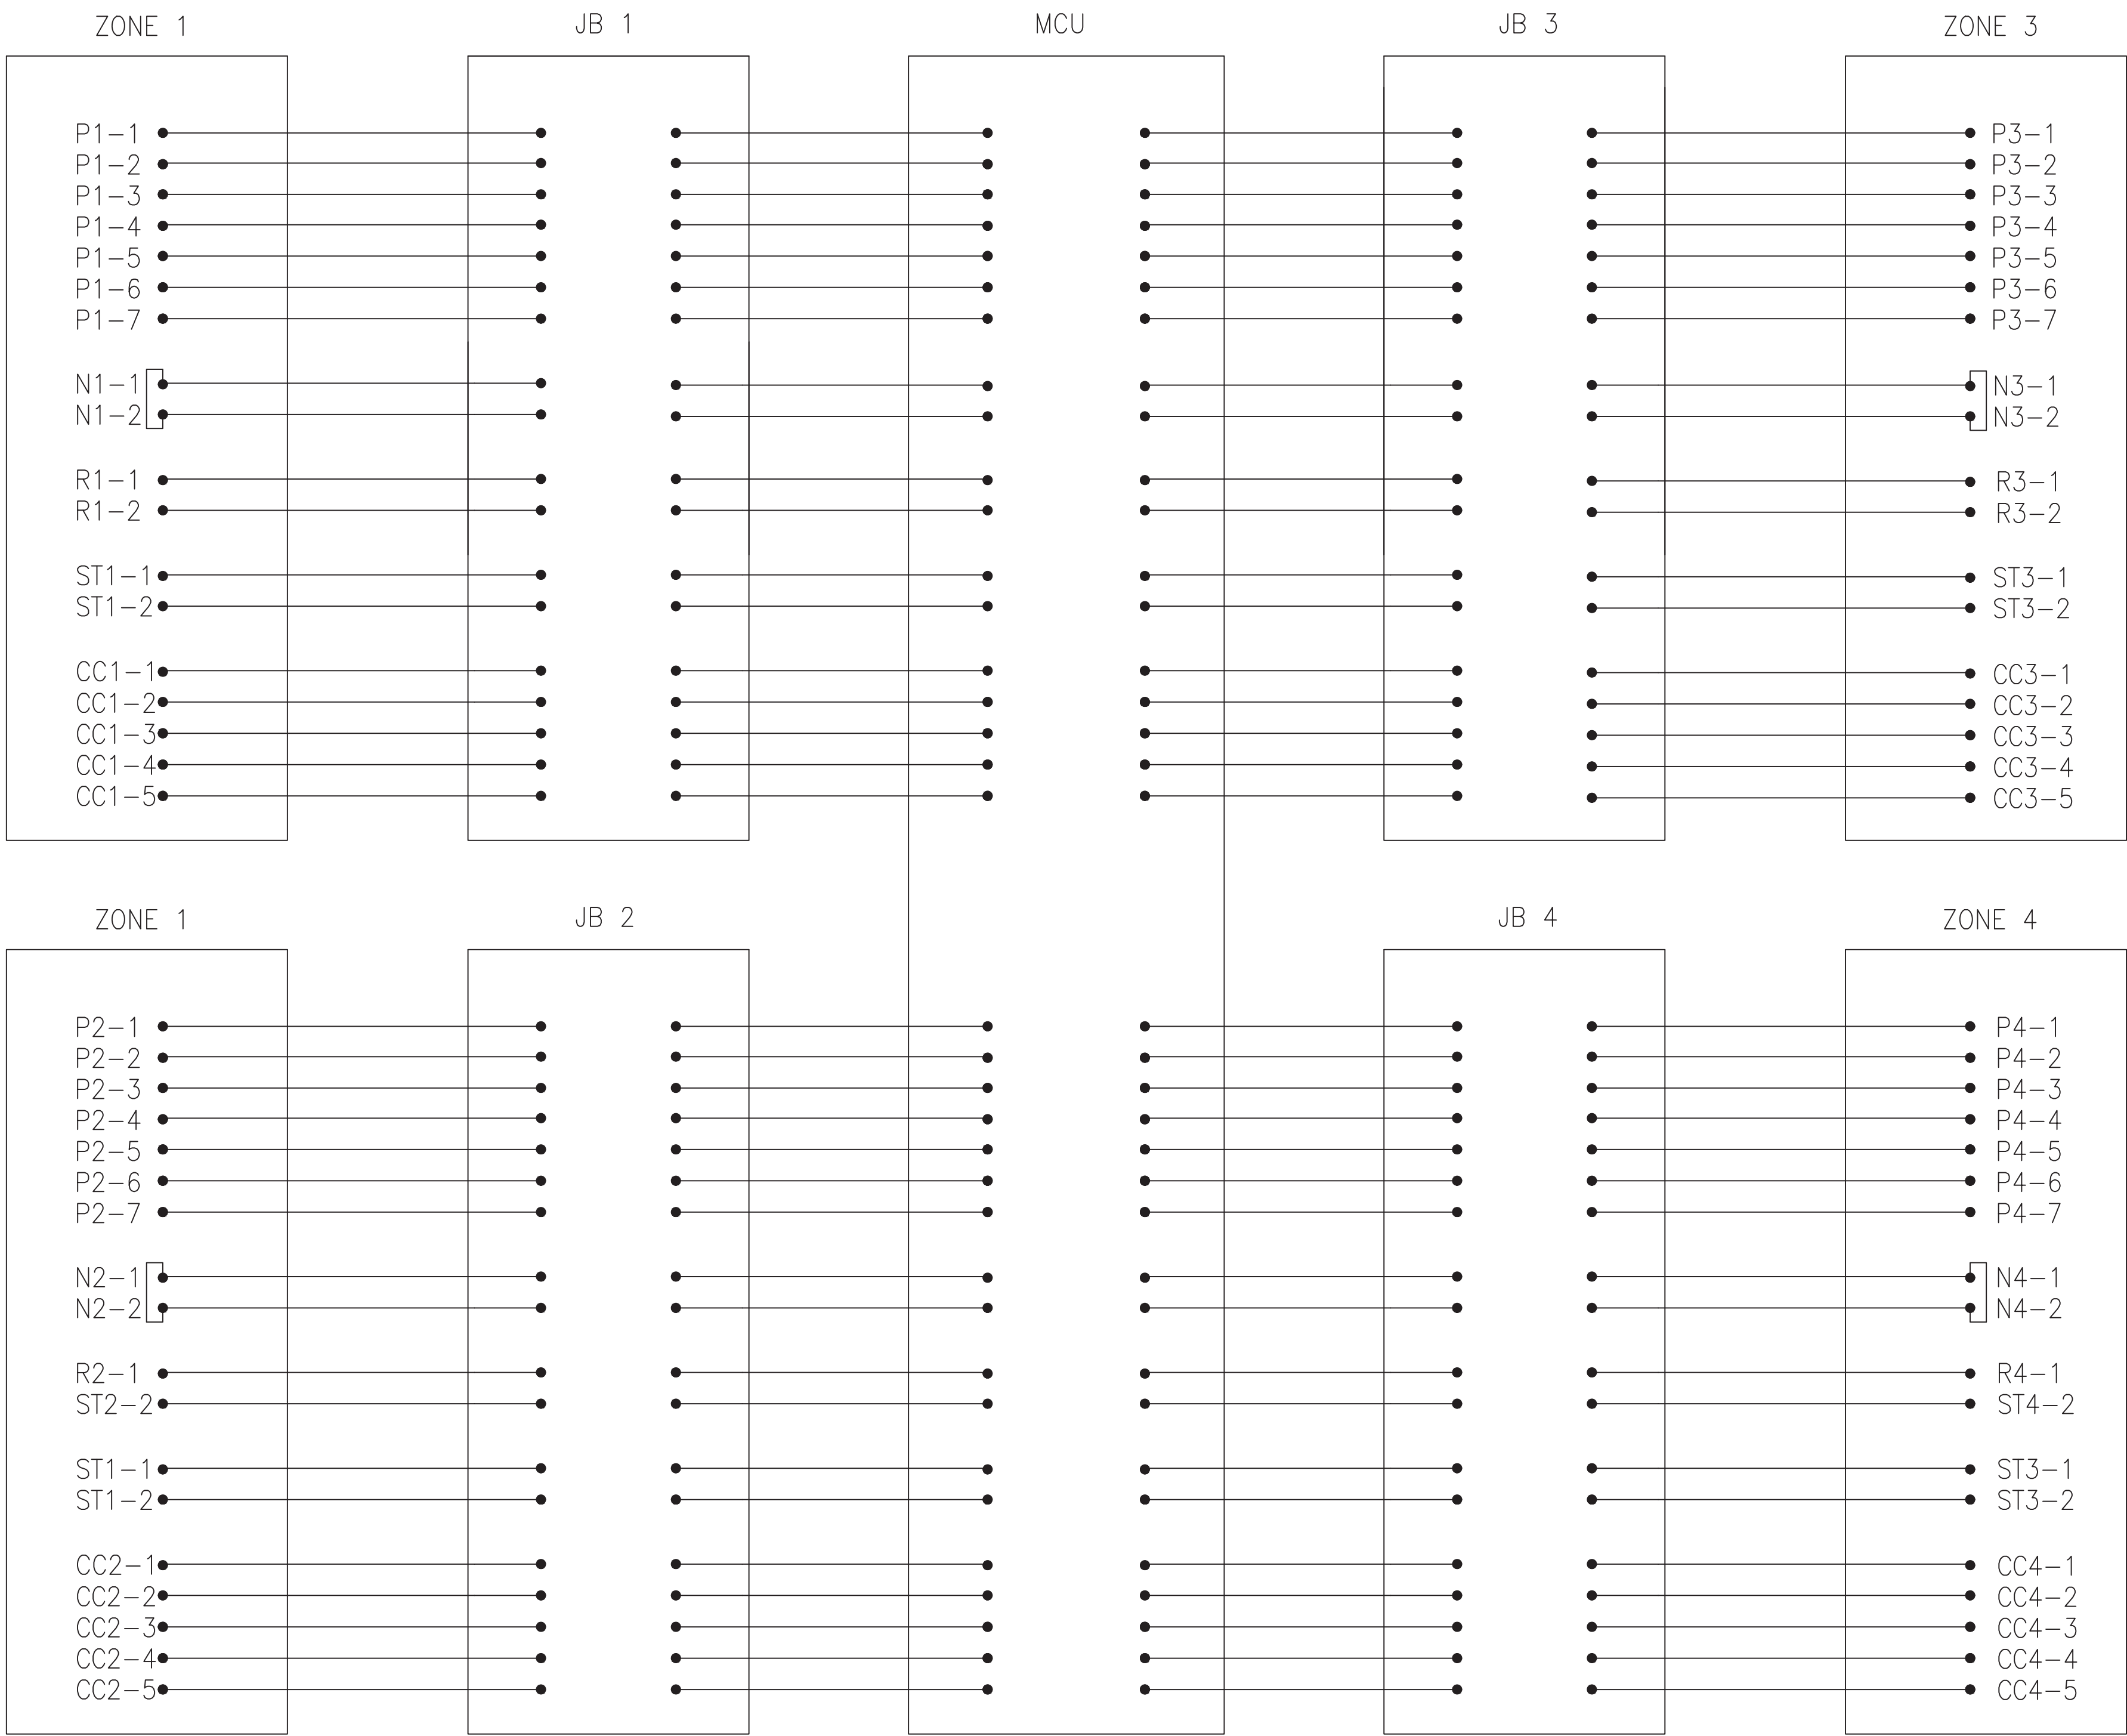 ZONE 1 JB 1 MCU JB 3 ZONE 3
P1-1 P3-1
P1-2 P3-2
P1-3 P3-3
P1-4 P3-4
P1-5 P3-5
P1-6 P3-6
P1-7 P3-7
N1-1 N3-1
N1-2 N3-2
R1-1 R3-1
R1-2 R3-2
ST1-1 ST3-1
ST1-2 ST3-2
CC1-1 CC3-1
CC1-2 CC3-2
CC1-3 CC3-3
CC1-4 CC3-4
CC1-5 CC3-5
ZONE 1 JB 2 JB 4 ZONE 4
P2-1 P4-1
P2-2 P4-2
P2-3 P4-3
P2-4 P4-4
P2-5 P4-5
P2-6 P4-6
P2-7 P4-7
N2-1 N4-1
N2-2 N4-2
R2-1 R4-1
ST2-2 ST4-2
ST1-1 ST3-1
ST1-2 ST3-2
CC2-1 CC4-1
CC2-2 CC4-2
CC2-3 CC4-3
CC2-4 CC4-4
CC2-5 CC4-5